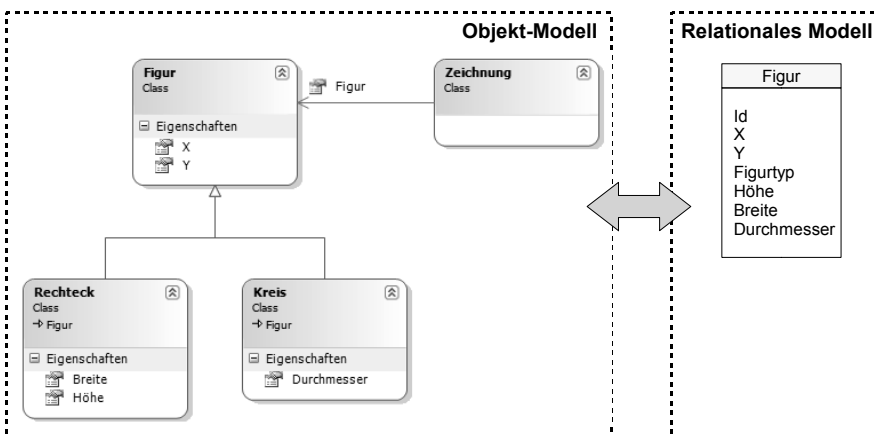 Objekt-Modell
Figur
Class
Eigenschaften
X
Y
Figur
Zeichnung
Class
Rechteck
Class
Figur
Eigenschaften
Breite
Höhe
Kreis
Class
Figur
Eigenschaften
Durchmesser
Relationales Modell
Figur
Id
X
Y
Figurtyp
Höhe
Breite
Durchmesser